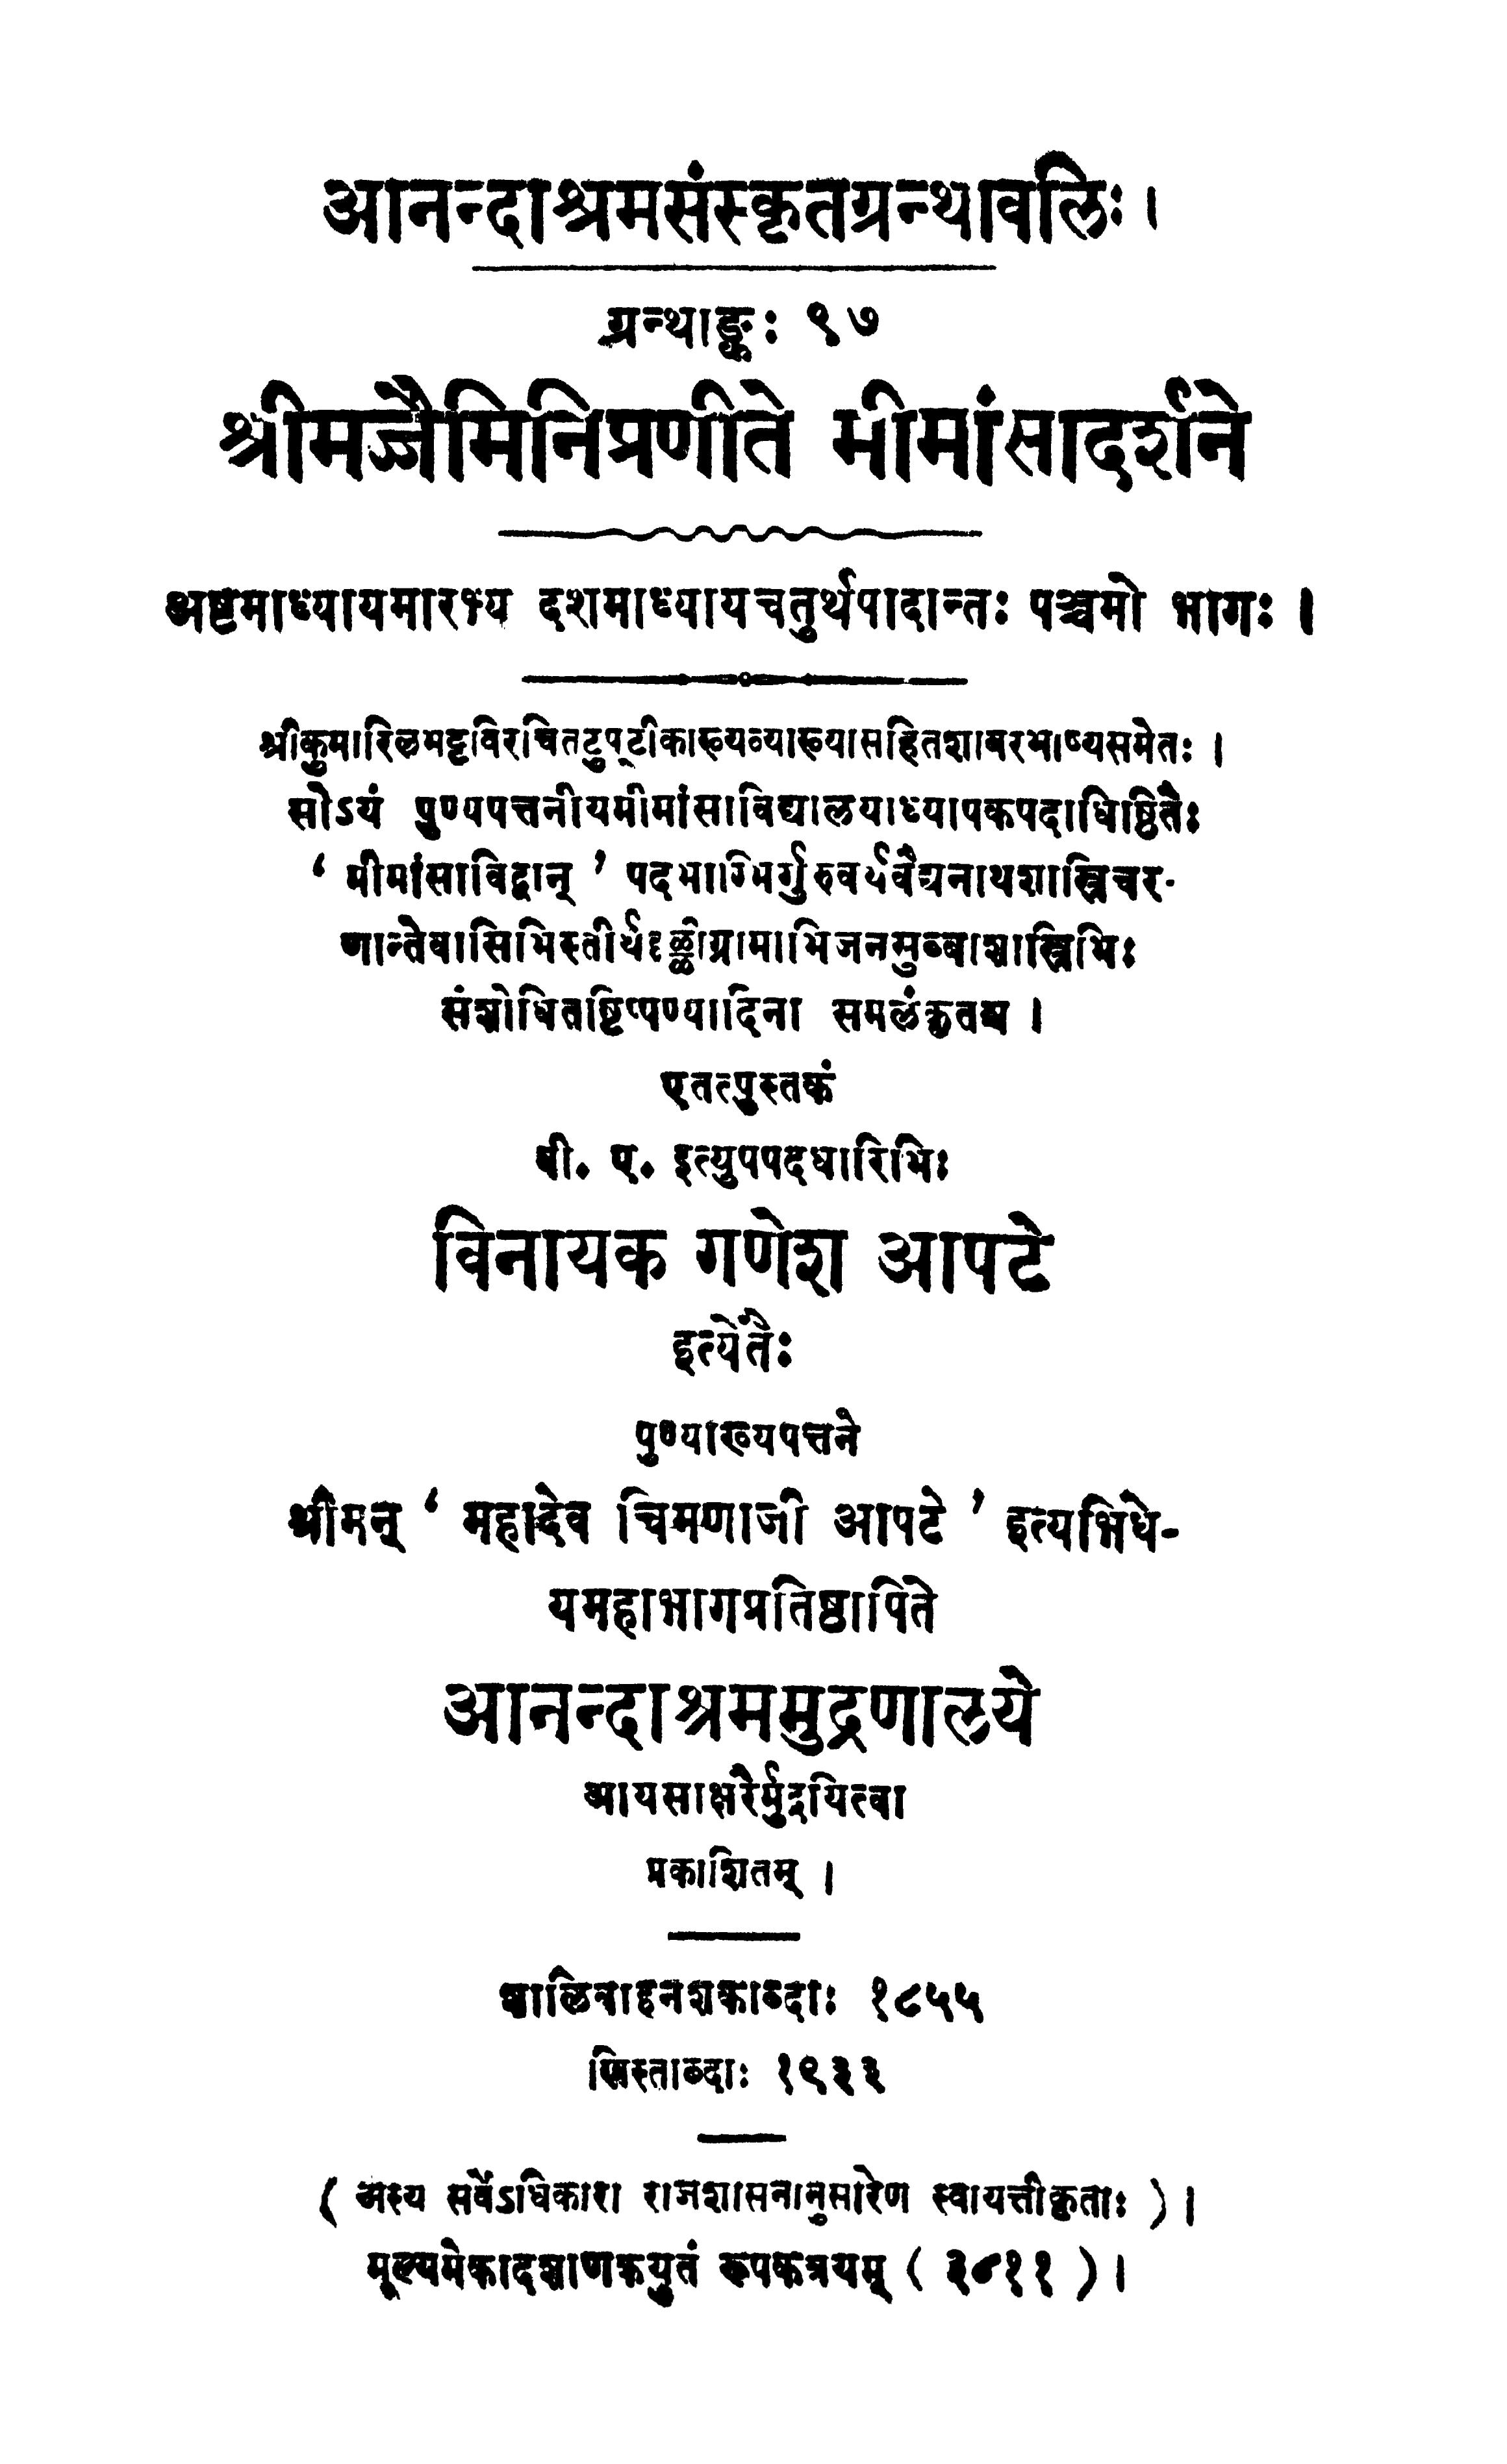 आनन्दाश्रमसंस्कृतग्रन्थावलिः ।
ग्रन्थाङ्कः ९७
श्रीमज्जैमिनिप्रणीते मीमांसादर्शने
अष्टमाध्यायमारभ्य दशमाध्यायचतुर्थपादान्तः पञ्चमो भागः ।
श्रीकुमारिलभट्टविरचितटुप्टीकाख्यव्याख्यासहितशाबरभाष्यसमेतः ।
सोऽयं पुण्यपत्तनीयमीमांसाविद्यालयाध्यापकपदाधिष्ठितैः
‘ मीमांसाविद्वान् ’ पदभाग्भिर्गुरुवर्यवैद्यनाथशास्त्रिचर-
णान्तेवासिभिस्तीर्थहळ्ळीग्रामाभिजनसुब्बाशास्त्रिभिः
संशोधितष्टिप्पण्यादिना समलंकृतश्च ।
एतत्पुस्तकं
बी. ए. इत्युपपदधारिभिः
विनायक गणेश आपटे
इत्येतैः
पुण्याख्यपत्तने
श्रीमन् ‘ महादेव चिमणाजी आपटे ’ इत्यभिधे-
यमहाभागप्रतिष्ठापिते
आनन्दाश्रममुद्रणालये
आयसाक्षरैर्मुद्रयित्वा
प्रकाशितम् ।
शालिवाहनशकाब्दाः १८५५
ख्रिस्ताब्दाः १९३३
( अस्य सर्वेऽधिकारा राजशासनानुसारेण स्वायत्तीकृताः ) ।
मूल्यमेकादशाणकयुतं रूपकत्रयम् ( ३४११ ) ।